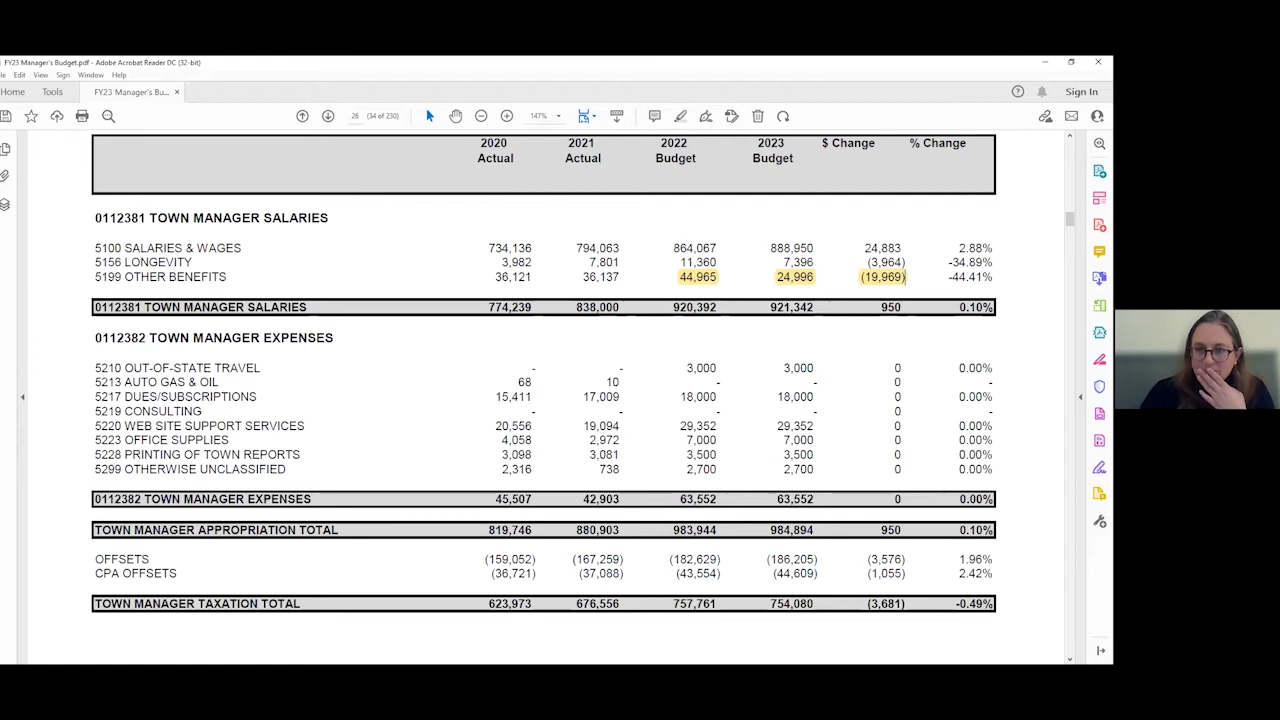 FY23 Manager's Budget.pdf - Adobe Acrobat Reader DC (32-bit)
Edit View Sign Window Help
Home Tools FY23 Manager's Bu... × Sign In
26 (34 of 230) 147%
2020 2021 2022 2023 $ Change % Change
Actual Actual Budget Budget
0112381 TOWN MANAGER SALARIES
5100 SALARIES & WAGES 734,136 794,063 864,067 888,950 24,883 2.88%
5156 LONGEVITY 3,982 7,801 11,360 7,396 (3,964) -34.89%
5199 OTHER BENEFITS 36,121 36,137 44,965 24,996 (19,969) -44.41%
0112381 TOWN MANAGER SALARIES 774,239 838,000 920,392 921,342 950 0.10%
0112382 TOWN MANAGER EXPENSES
5210 OUT-OF-STATE TRAVEL - - 3,000 3,000 0 0.00%
5213 AUTO GAS & OIL 68 10 - - 0 -
5217 DUES/SUBSCRIPTIONS 15,411 17,009 18,000 18,000 0 0.00%
5219 CONSULTING - - - - 0 -
5220 WEB SITE SUPPORT SERVICES 20,556 19,094 29,352 29,352 0 0.00%
5223 OFFICE SUPPLIES 4,058 2,972 7,000 7,000 0 0.00%
5228 PRINTING OF TOWN REPORTS 3,098 3,081 3,500 3,500 0 0.00%
5299 OTHERWISE UNCLASSIFIED 2,316 738 2,700 2,700 0 0.00%
0112382 TOWN MANAGER EXPENSES 45,507 42,903 63,552 63,552 0 0.00%
TOWN MANAGER APPROPRIATION TOTAL 819,746 880,903 983,944 984,894 950 0.10%
OFFSETS (159,052) (167,259) (182,629) (186,205) (3,576) 1.96%
CPA OFFSETS (36,721) (37,088) (43,554) (44,609) (1,055) 2.42%
TOWN MANAGER TAXATION TOTAL 623,973 676,556 757,761 754,080 (3,681) -0.49%